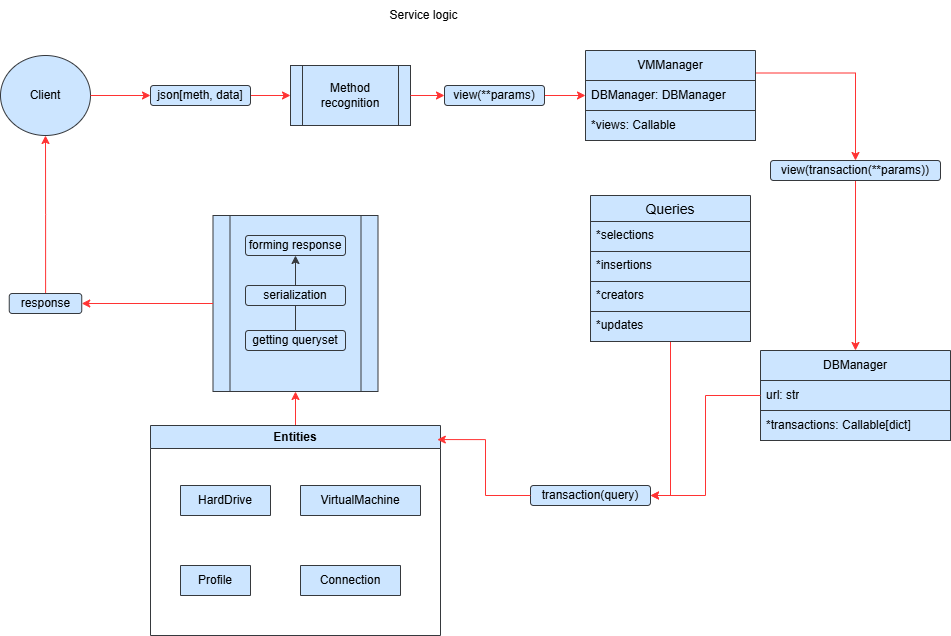 Service logic
Client
json[meth, data]
Method
recognition
view(**params)
VMManager
DBManager: DBManager
*views: Callable
view(transaction(**params))
Queries
*selections
*insertions
*creators
*updates
forming response
serialization
getting queryset
response
DBManager
url: str
*transactions: Callable[dict]
transaction(query)
Entities
HardDrive
VirtualMachine
Profile
Connection